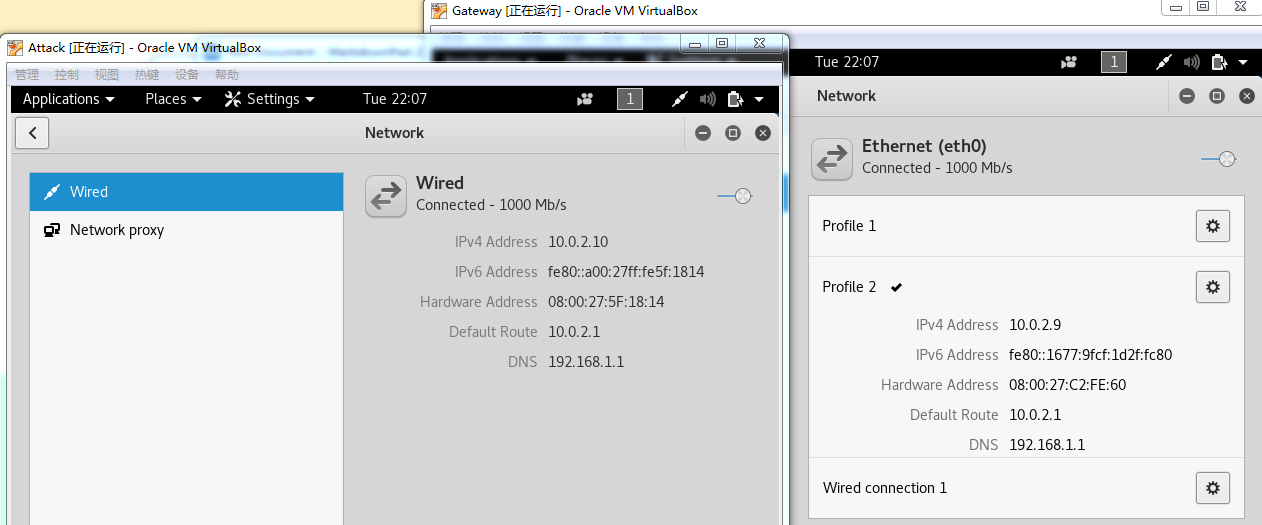 Gateway [正在运行] - Oracle VM VirtualBox
Attack [正在运行] - Oracle VM VirtualBox
管理 控制 视图 热键 设备 帮助
Applications Places Settings Tue 22:07 1
Network
Wired
Network proxy
Wired
Connected - 1000 Mb/s
IPv4 Address 10.0.2.10
IPv6 Address fe80::a00:27ff:fe5f:1814
Hardware Address 08:00:27:5F:18:14
Default Route 10.0.2.1
DNS 192.168.1.1
Tue 22:07 1
Network
Ethernet (eth0)
Connected - 1000 Mb/s
Profile 1
Profile 2
IPv4 Address 10.0.2.9
IPv6 Address fe80::1677:9fcf:1d2f:fc80
Hardware Address 08:00:27:C2:FE:60
Default Route 10.0.2.1
DNS 192.168.1.1
Wired connection 1